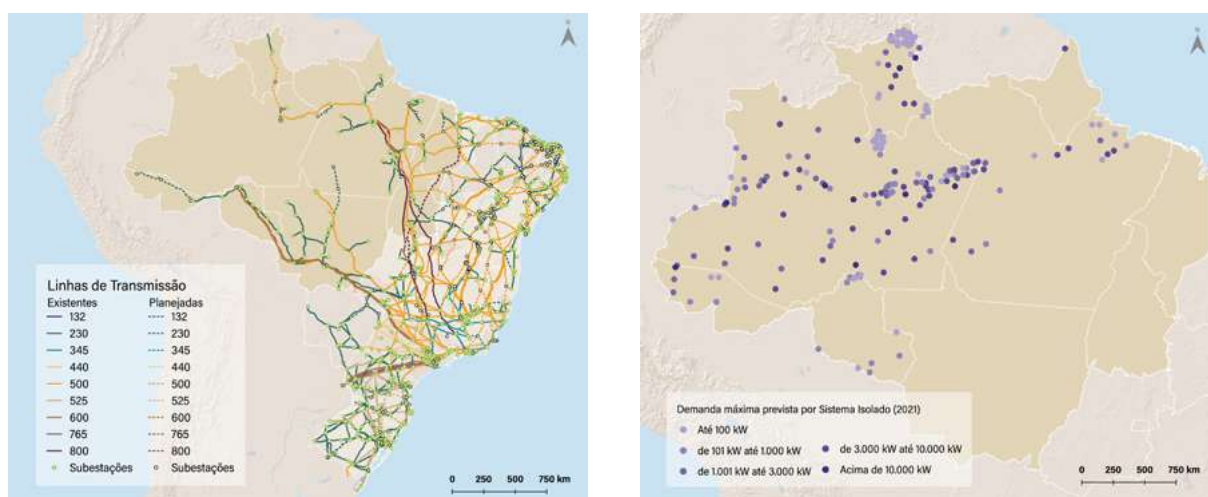 Linhas de Transmissão
Existentes Planejadas
132 132
230 230
345 345
440 440
500 500
525 525
600 600
765 765
800 800
Subestações Subestações
0 250 500 750 km
Demanda máxima prevista por Sistema Isolado (2021)
Até 100 kW
de 101 kW até 1.000 kW de 3.000 kW até 10.000 kW
de 1.001 kW até 3.000 kW Acima de 10.000 kW
0 250 500 750 km